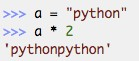 >>> a = "python"
>>> a * 2
'pythonpython'